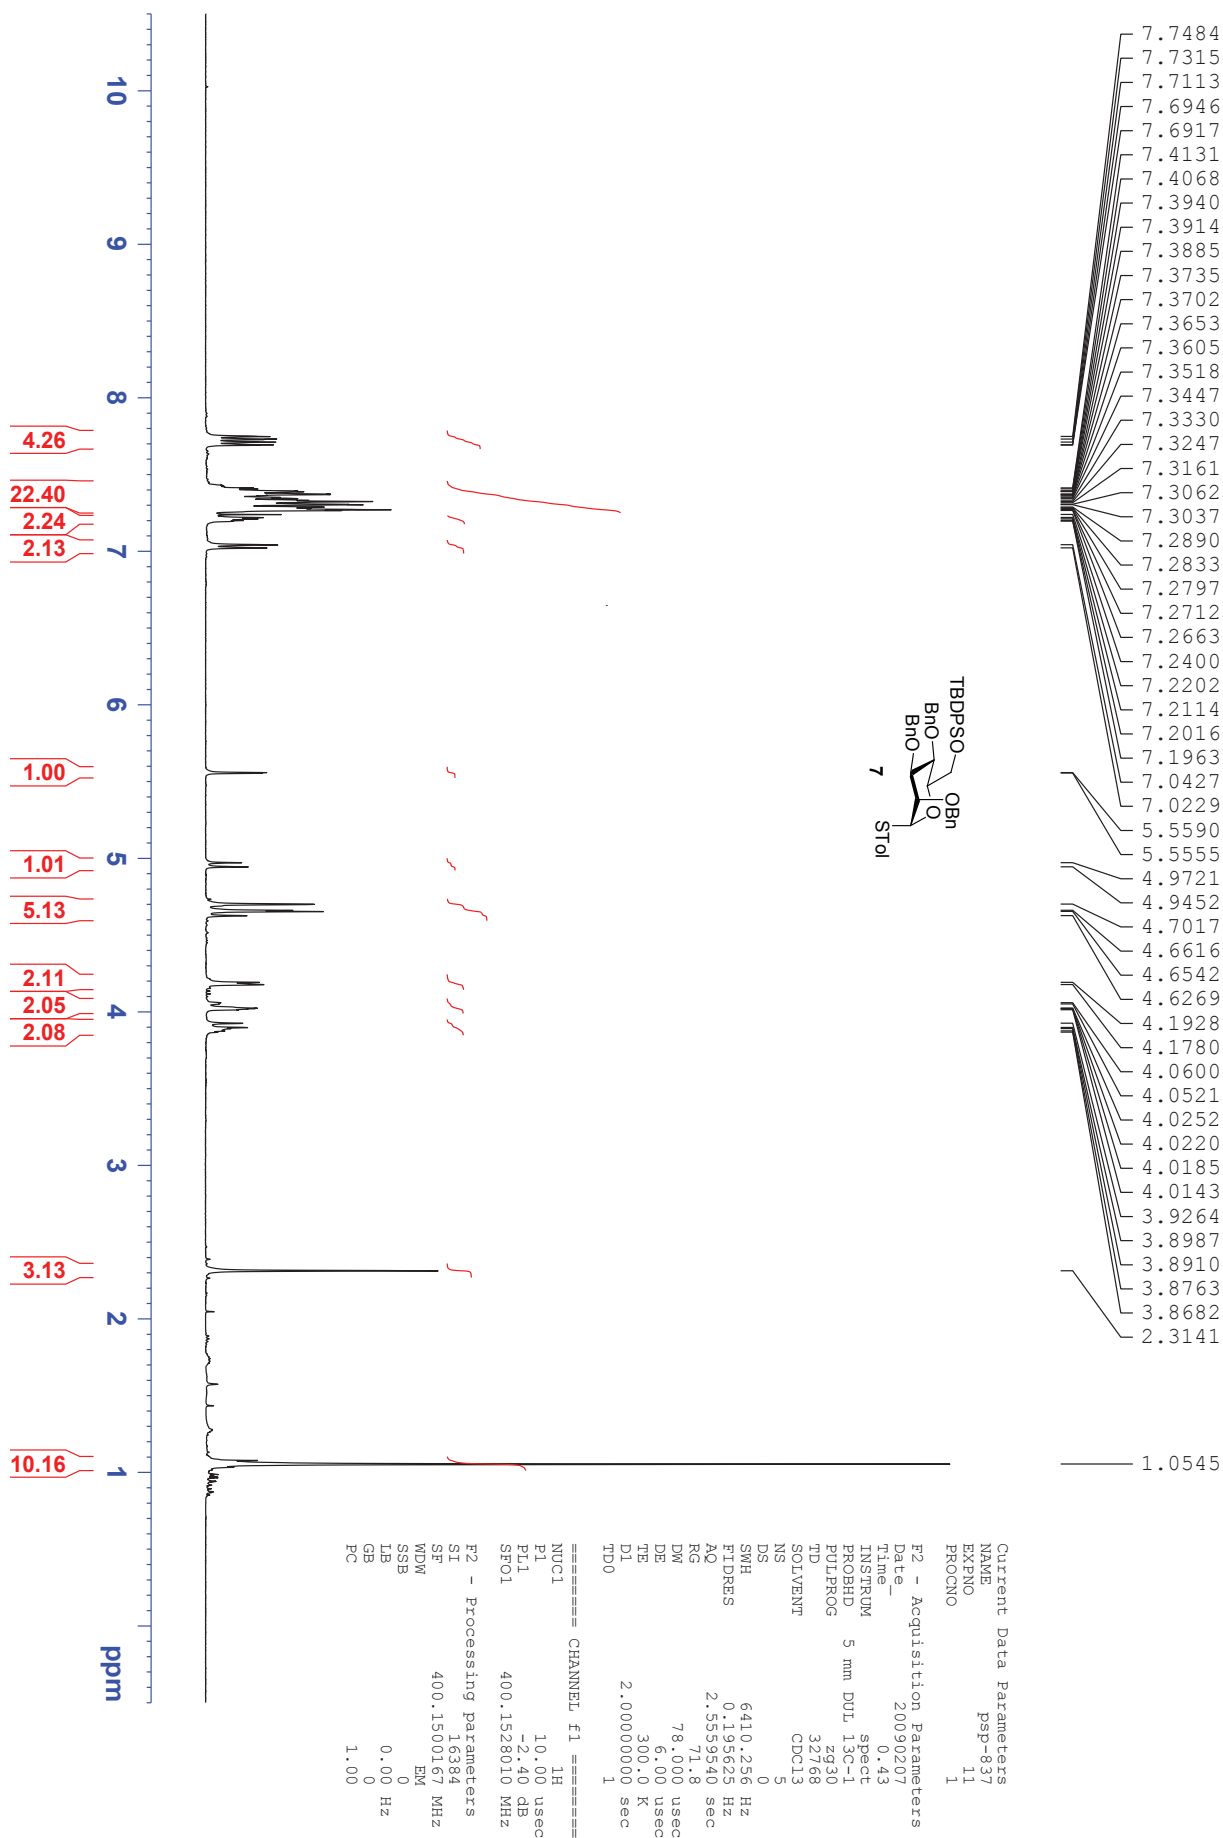 7.7484
7.7315
7.7113
7.6946
7.6917
7.4131
7.4068
7.3940
7.3914
7.3885
7.3735
7.3702
7.3653
7.3605
7.3518
7.3447
7.3330
7.3247
7.3161
7.3062
7.3037
7.2890
7.2833
7.2797
7.2712
7.2663
7.2400
7.2202
7.2114
7.2016
7.1963
7.0427
7.0229
5.5590
5.5555
4.9721
4.9452
4.7017
4.6616
4.6542
4.6269
4.1928
4.1780
4.0600
4.0521
4.0252
4.0220
4.0185
4.0143
3.9264
3.8987
3.8910
3.8763
3.8682
2.3141
1.0545
TBDPSO
BnO
BnO
OBn
O
STol
7
10
9
8
7
6
5
4
3
2
1
ppm
4.26
22.40
2.24
2.13
1.00
1.01
5.13
2.11
2.05
2.08
3.13
10.16
Current Data Parameters
NAME psp-837
EXPNO 11
PROCNO 1
F2 - Acquisition Parameters
Date_ 20090207
Time 0.43
INSTRUM spect
PROBHD 5 mm DUL 13C-1
PULPROG zg30
TD 32768
SOLVENT CDCl3
NS 5
DS 0
SWH 6410.256 Hz
FIDRES 0.195625 Hz
AQ 2.5559540 sec
RG 71.8
DW 78.000 usec
DE 6.00 usec
TE 300.0 K
D1 2.00000000 sec
TD0 1
======== CHANNEL f1 ========
NUC1 1H
P1 10.00 usec
PL1 -2.40 dB
SFO1 400.1528010 MHz
F2 - Processing parameters
SI 16384
SF 400.1500167 MHz
WDW EM
SSB 0
LB 0.00 Hz
GB 0
PC 1.00